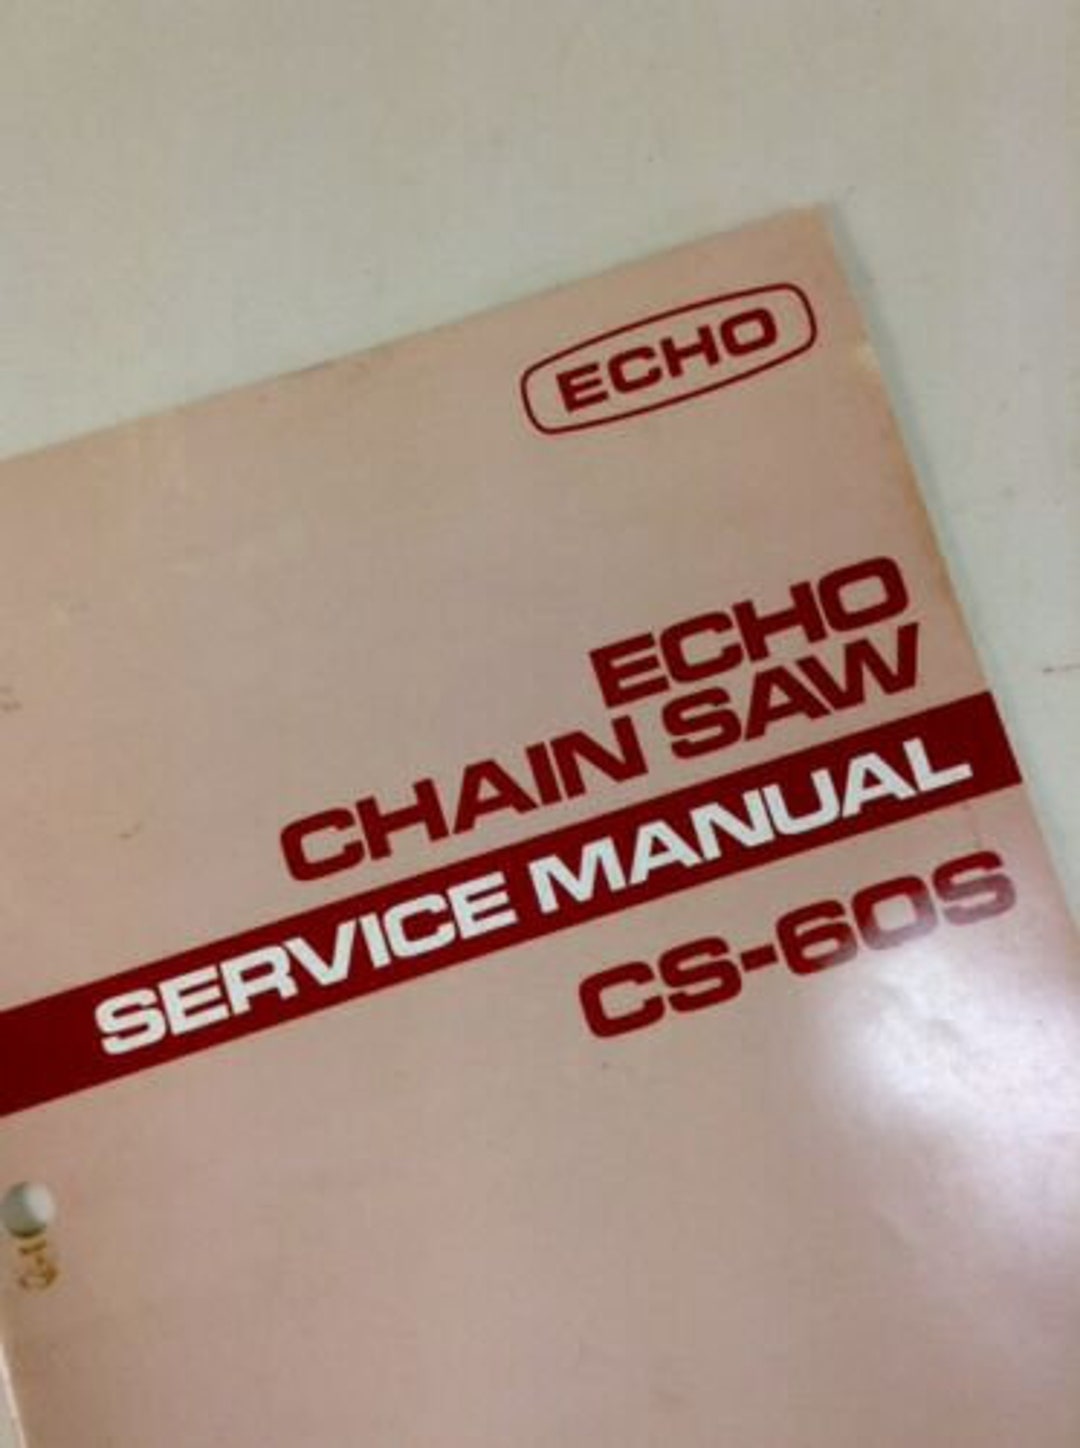 ECHO
ECHO
CHAIN SAW
SERVICE MANUAL
CS-60S